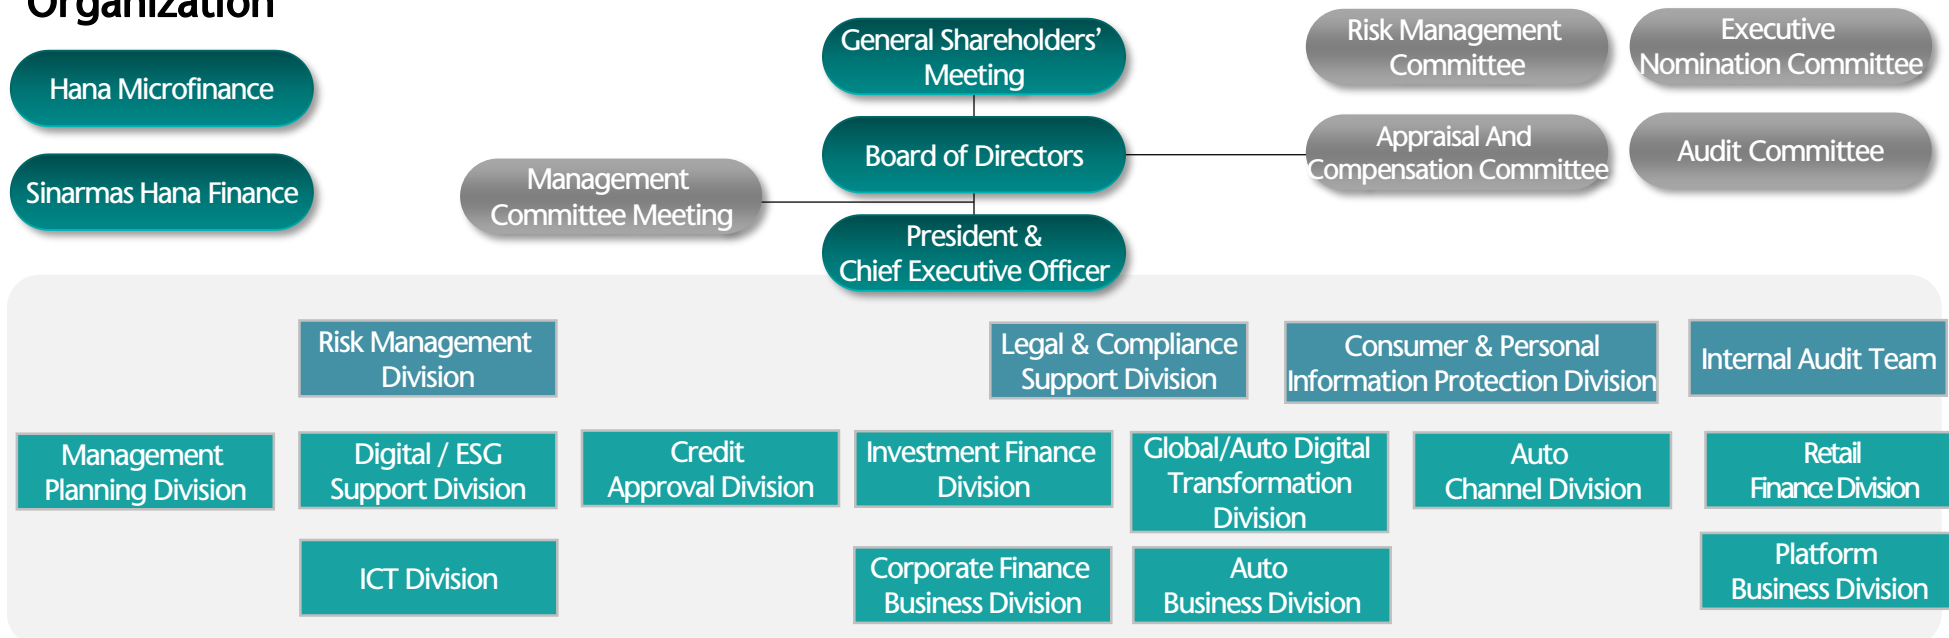 Organization
Hana Microfinance
Sinarmas Hana Finance
General Shareholders’
Meeting
Board of Directors
Management
Committee Meeting
President &
Chief Executive Officer
Risk Management
Committee
Executive
Nomination Committee
Appraisal And
Compensation Committee
Audit Committee
Risk Management
Division
Legal & Compliance
Support Division
Consumer & Personal
Information Protection Division
Internal Audit Team
Management
Planning Division
Digital / ESG
Support Division
Credit
Approval Division
Investment Finance
Division
Global/Auto Digital
Transformation
Division
Auto
Channel Division
Retail
Finance Division
ICT Division
Corporate Finance
Business Division
Auto
Business Division
Platform
Business Division